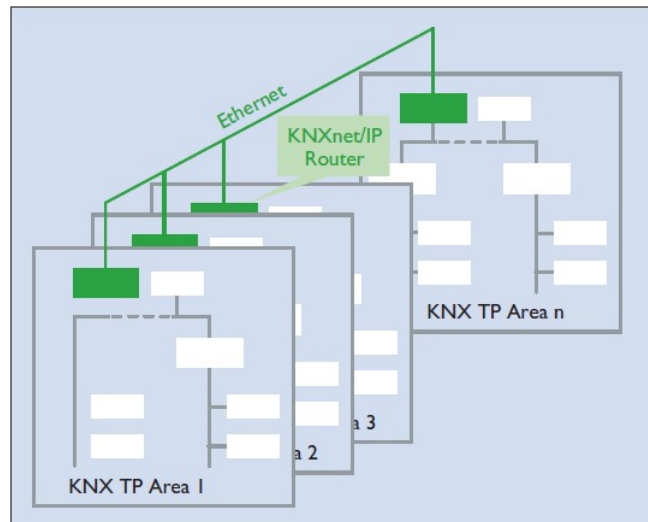 Ethernet
KNXnet/IP
Router
KNX TP Area n
a 3
a 2
KNX TP Area 1